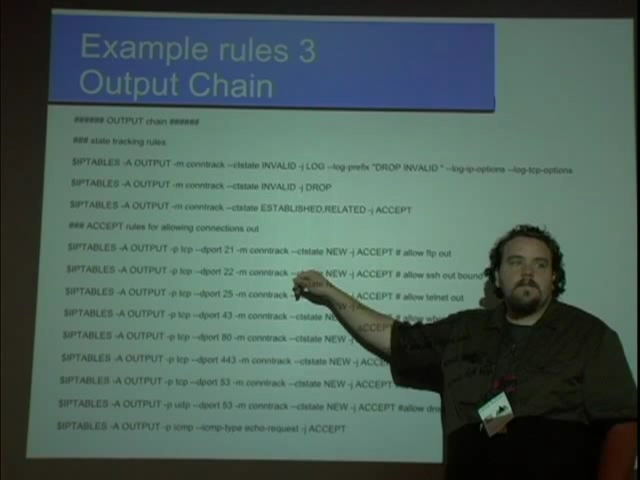 Example rules 3
Output Chain
###### OUTPUT chain ######
### state tracking rules
$IPTABLES -A OUTPUT -m conntrack --ctstate INVALID -j LOG --log-prefix "DROP INVALID " --log-ip-options --log-tcp-options
$IPTABLES -A OUTPUT -m conntrack --ctstate INVALID -j DROP
$IPTABLES -A OUTPUT -m conntrack --ctstate ESTABLISHED,RELATED -j ACCEPT
### ACCEPT rules for allowing connections out
$IPTABLES -A OUTPUT -p tcp --dport 21 -m conntrack --ctstate NEW -j ACCEPT # allow ftp out
$IPTABLES -A OUTPUT -p tcp --dport 22 -m conntrack NEW -j ACCEPT # allow ssh out bound
$IPTABLES -A OUTPUT -p tcp --dport 25 -m conntrack -j ACCEPT # allow telnet out
$IPTABLES -A OUTPUT -p tcp --dport 43 -m conntrack --ctstate ACCEPT # allow
$IPTABLES -A OUTPUT -p tcp --dport 80 -m conntrack --ctstate NEW -j ACCEPT
$IPTABLES -A OUTPUT -p tcp --dport 443 -m conntrack --ctstate NEW -j
$IPTABLES -A OUTPUT -p tcp --dport 53 -m conntrack --ctstate NEW -j ACCEPT
$IPTABLES -A OUTPUT -p udp --dport 53 -m conntrack --ctstate NEW -j ACCEPT #allow
$IPTABLES -A OUTPUT -p icmp --icmp-type echo-request -j ACCEPT